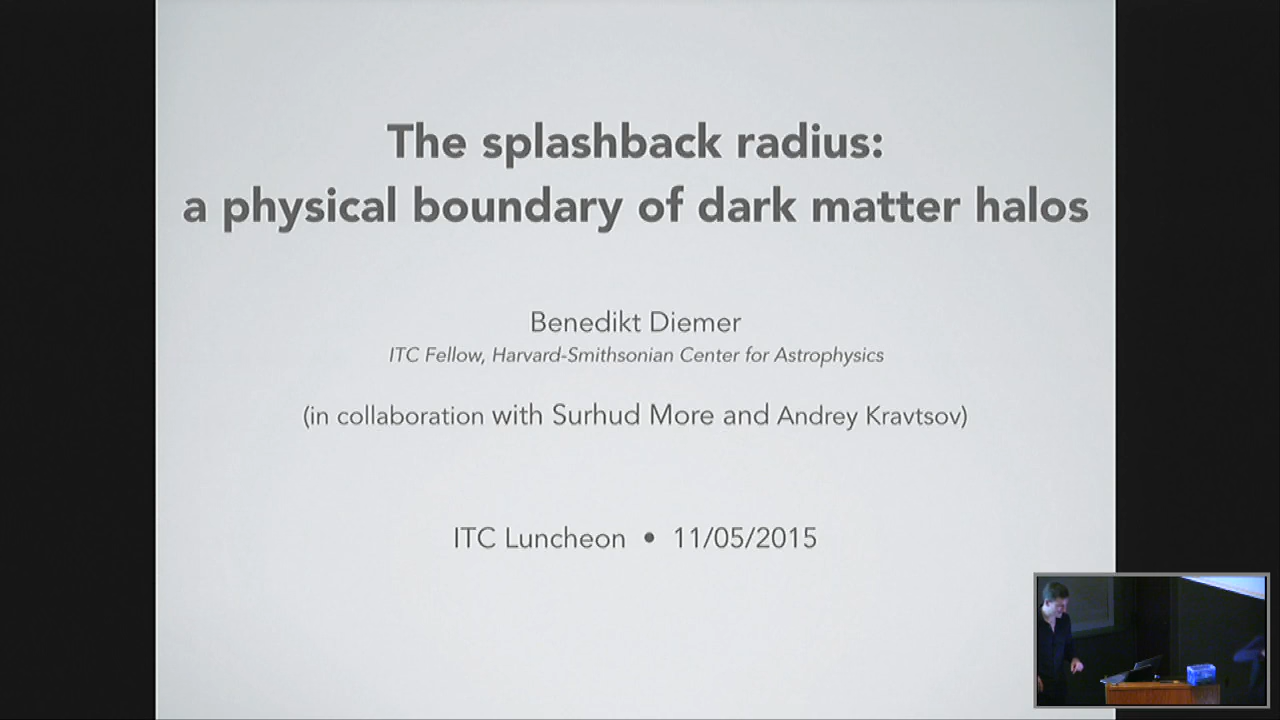 The splashback radius:
a physical boundary of dark matter halos
Benedikt Diemer
ITC Fellow, Harvard-Smithsonian Center for Astrophysics
(in collaboration with Surhud More and Andrey Kravtsov)
ITC Luncheon • 11/05/2015